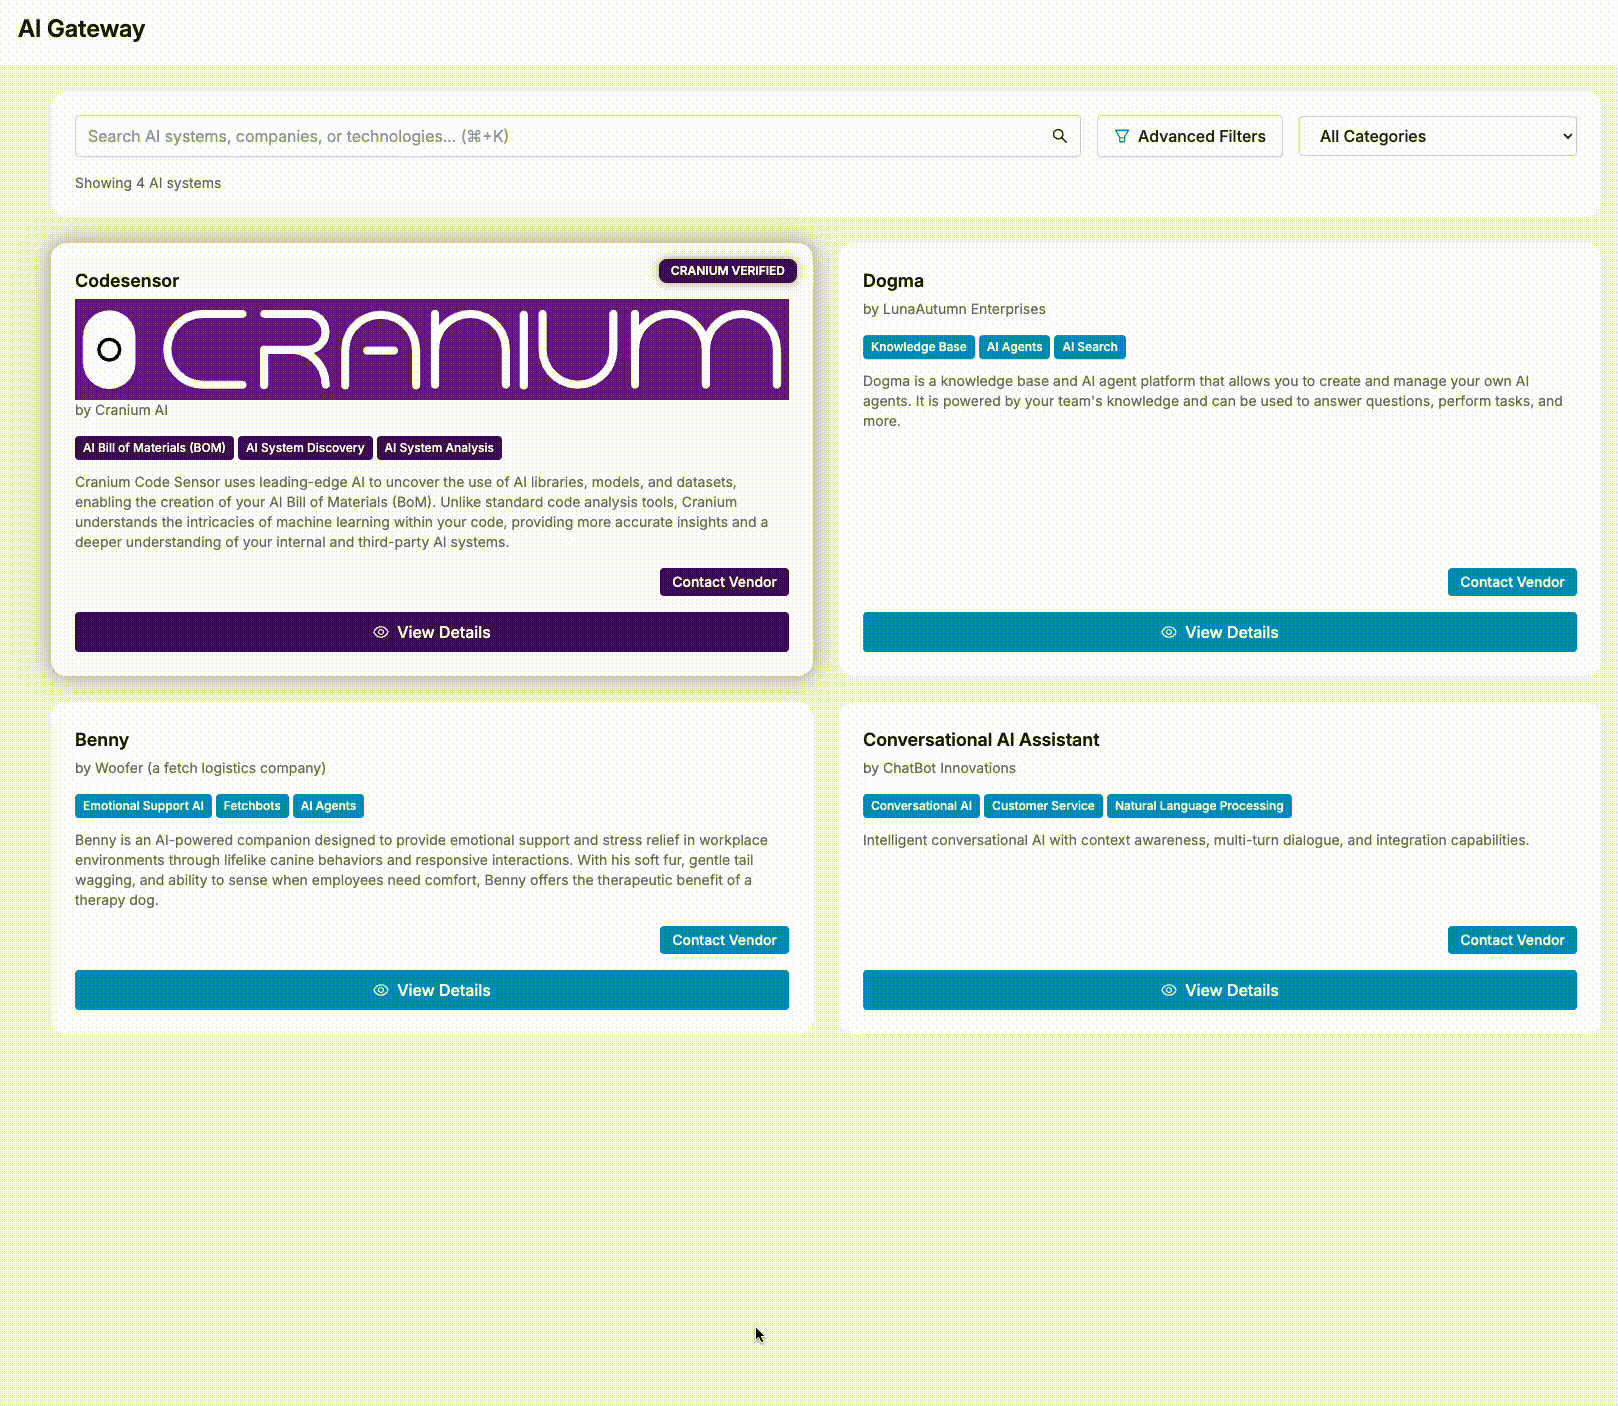 AI Gateway
Search AI systems, companies, or technologies... (⌘+K)
Advanced Filters
All Categories
Showing 4 AI systems
Codesensor
CRANIUM VERIFIED
CRANIUM
by Cranium AI
AI Bill of Materials (BOM) AI System Discovery AI System Analysis
Cranium Code Sensor uses leading-edge AI to uncover the use of AI libraries, models, and datasets,
enabling the creation of your AI Bill of Materials (BoM). Unlike standard code analysis tools, Cranium
understands the intricacies of machine learning within your code, providing more accurate insights and a
deeper understanding of your internal and third-party AI systems.
Contact Vendor
View Details
Dogma
by LunaAutumn Enterprises
Knowledge Base AI Agents AI Search
Dogma is a knowledge base and AI agent platform that allows you to create and manage your own AI
agents. It is powered by your team's knowledge and can be used to answer questions, perform tasks, and
more.
Contact Vendor
View Details
Benny
by Woofer (a fetch logistics company)
Emotional Support AI Fetchbots AI Agents
Benny is an AI-powered companion designed to provide emotional support and stress relief in workplace
environments through lifelike canine behaviors and responsive interactions. With his soft fur, gentle tail
wagging, and ability to sense when employees need comfort, Benny offers the therapeutic benefit of a
therapy dog.
Contact Vendor
View Details
Conversational AI Assistant
by ChatBot Innovations
Conversational AI Customer Service Natural Language Processing
Intelligent conversational AI with context awareness, multi-turn dialogue, and integration capabilities.
Contact Vendor
View Details